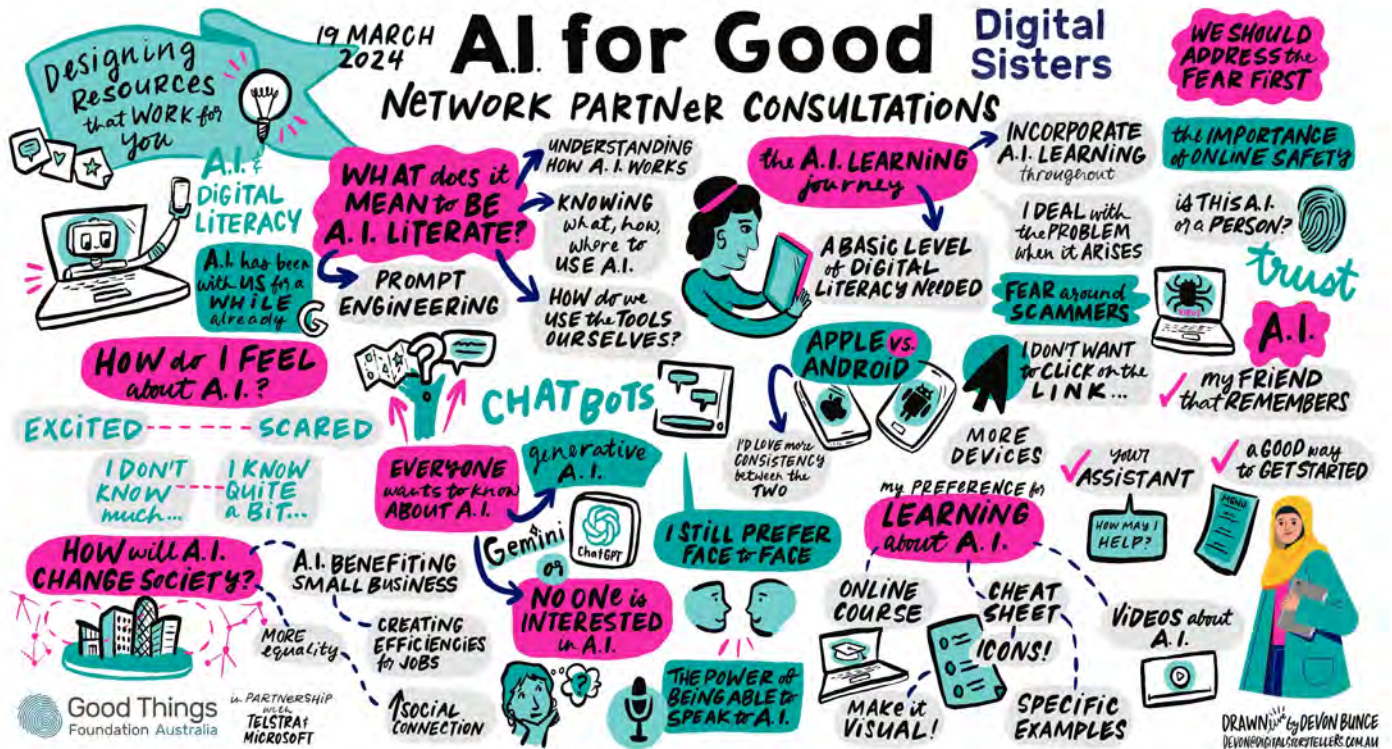 Designing
Resources
that WORK for
You
19 MARCH
2024
A.I. for Good
Digital
Sisters
NETWORK PARTNER CONSULTATIONS
WE SHOULD
ADDRESS the
FEAR FIRST
A.I. &
DIGITAL
LITERACY
A.I. has been
with US for a
WHILE
already
G
WHAT does it
MEAN to BE
A.I. LITERATE?
UNDERSTANDING
HOW A.I. WORKS
KNOWING
what, how,
where to
USE A.I.
PROMPT
ENGINEERING
HOW do we
USE the TOOLS
OURSELVES?
the A.I. LEARNING
journey
INCORPORATE
A.I. LEARNING
throughout
A BASIC LEVEL
of DIGITAL
LITERACY NEEDED
the IMPORTANCE
of ONLINE SAFETY
I DEAL with
the PROBLEM
when it ARISES
is THIS A.I.
or a PERSON?
trust
FEAR around
SCAMMERS
VIRUS
I DON'T WANT
to CLICK on the
LINK...
A.I.
my FRIEND
that REMEMBERS
HOW do I FEEL
about A.I.?
EXCITED
SCARED
I DON'T
KNOW
much...
I KNOW
QUITE
a BIT...
?
CHATBOTS
APPLE vs.
ANDROID
I'D LOVE more
CONSISTENCY
between the
TWO
MORE
DEVICES
your
ASSISTANT
HOW MAY I
HELP?
a GOOD way
to GET STARTED
MENU
EVERYONE
wants to know
ABOUT A.I.
generative
A.I.
Gemini
ChatGPT
or
NO ONE is
INTERESTED
in A.I.
?
I STILL PREFER
FACE to FACE
THE POWER of
BEING ABLE to
SPEAK to A.I.
my PREFERENCE for
LEARNING
about A.I.
ONLINE
COURSE
CHEAT
SHEET
ICONS!
MAKE it
VISUAL!
SPECIFIC
EXAMPLES
VIDEOS about
A.I.
HOW will A.I.
CHANGE SOCIETY?
A.I. BENEFITING
SMALL BUSINESS
CREATING
EFFICIENCIES
for JOBS
MORE
equality
↑SOCIAL
CONNECTION
Good Things
Foundation Australia
in PARTNERSHIP
with
TELSTRA &
MICROSOFT
DRAWN live by DEVON BUNCE
DEVON@DIGITALSTORYTELLERS.COM.AU